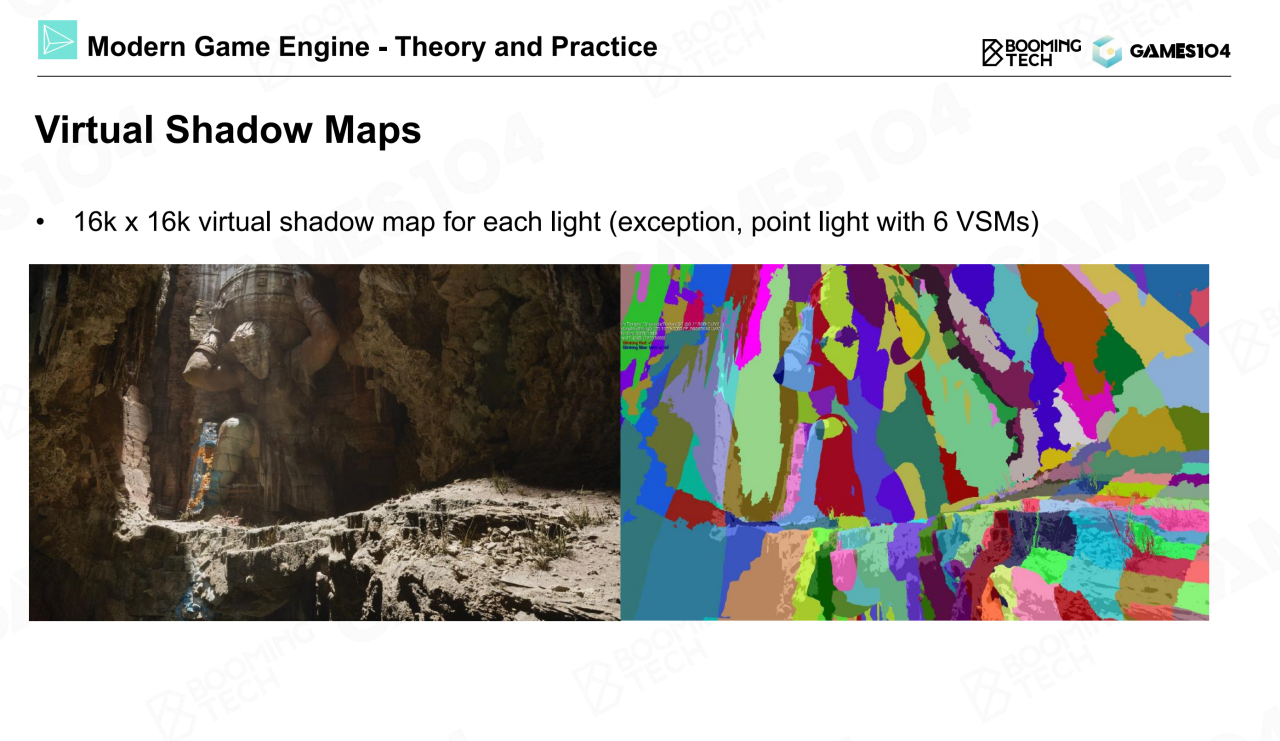 Modern Game Engine - Theory and Practice
BOOMING
TECH
GAMES104
Virtual Shadow Maps
• 16k x 16k virtual shadow map for each light (exception, point light with 6 VSMs)